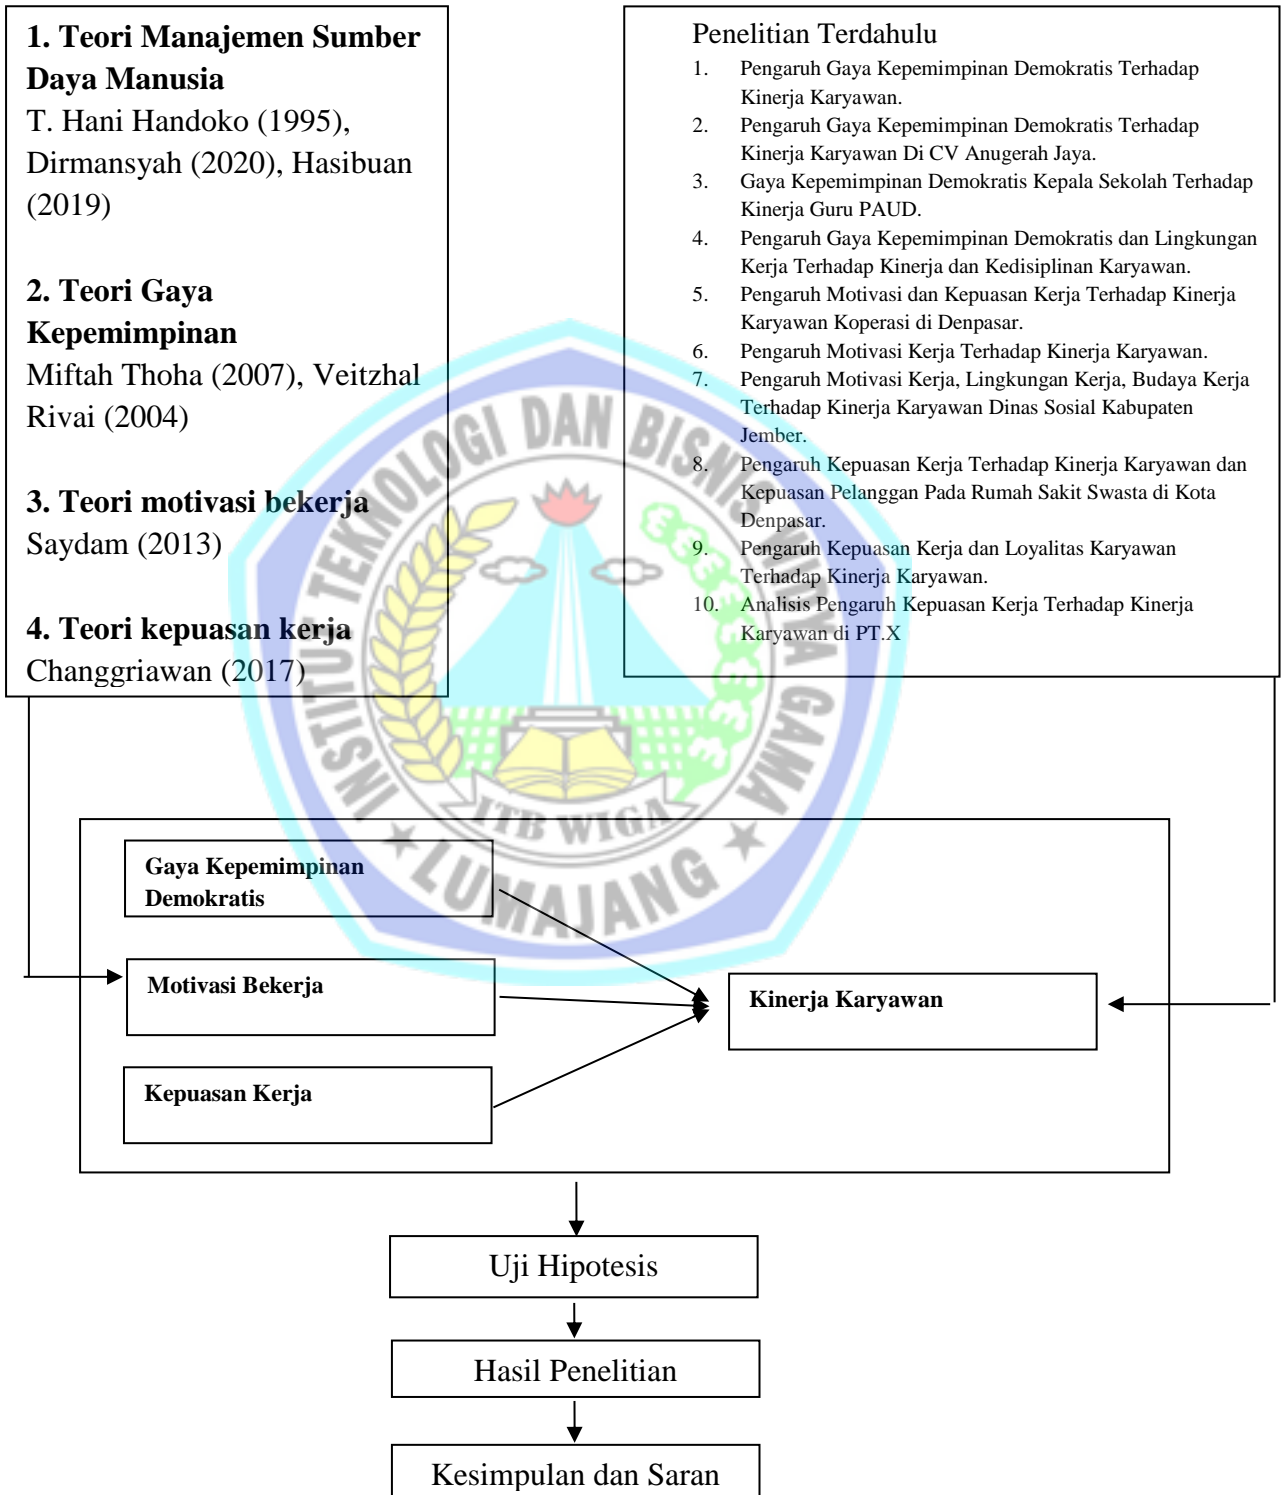 1. Teori Manajemen Sumber
Daya Manusia
T. Hani Handoko (1995),
Dirmansyah (2020), Hasibuan
(2019)
2. Teori Gaya
Kepemimpinan
Miftah Thoha (2007), Veitzhal
Rivai (2004)
3. Teori motivasi bekerja
Saydam (2013)
4. Teori kepuasan kerja
Changgriawan (2017)
Penelitian Terdahulu
1. Pengaruh Gaya Kepemimpinan Demokratis Terhadap
Kinerja Karyawan.
2. Pengaruh Gaya Kepemimpinan Demokratis Terhadap
Kinerja Karyawan Di CV Anugerah Jaya.
3. Gaya Kepemimpinan Demokratis Kepala Sekolah Terhadap
Kinerja Guru PAUD.
4. Pengaruh Gaya Kepemimpinan Demokratis dan Lingkungan
Kerja Terhadap Kinerja dan Kedisiplinan Karyawan.
5. Pengaruh Motivasi dan Kepuasan Kerja Terhadap Kinerja
Karyawan Koperasi di Denpasar.
6. Pengaruh Motivasi Kerja Terhadap Kinerja Karyawan.
7. Pengaruh Motivasi Kerja, Lingkungan Kerja, Budaya Kerja
Terhadap Kinerja Karyawan Dinas Sosial Kabupaten
Jember.
8. Pengaruh Kepuasan Kerja Terhadap Kinerja Karyawan dan
Kepuasan Pelanggan Pada Rumah Sakit Swasta di Kota
Denpasar.
9. Pengaruh Kepuasan Kerja dan Loyalitas Karyawan
Terhadap Kinerja Karyawan.
10. Analisis Pengaruh Kepuasan Kerja Terhadap Kinerja
Karyawan di PT.X
INSTITUT TEKNOLOGI DAN BISNIS WIDYA GAMA
ITB WIGA
LUMAJANG
Gaya Kepemimpinan
Demokratis
Motivasi Bekerja
Kepuasan Kerja
Kinerja Karyawan
Uji Hipotesis
Hasil Penelitian
Kesimpulan dan Saran